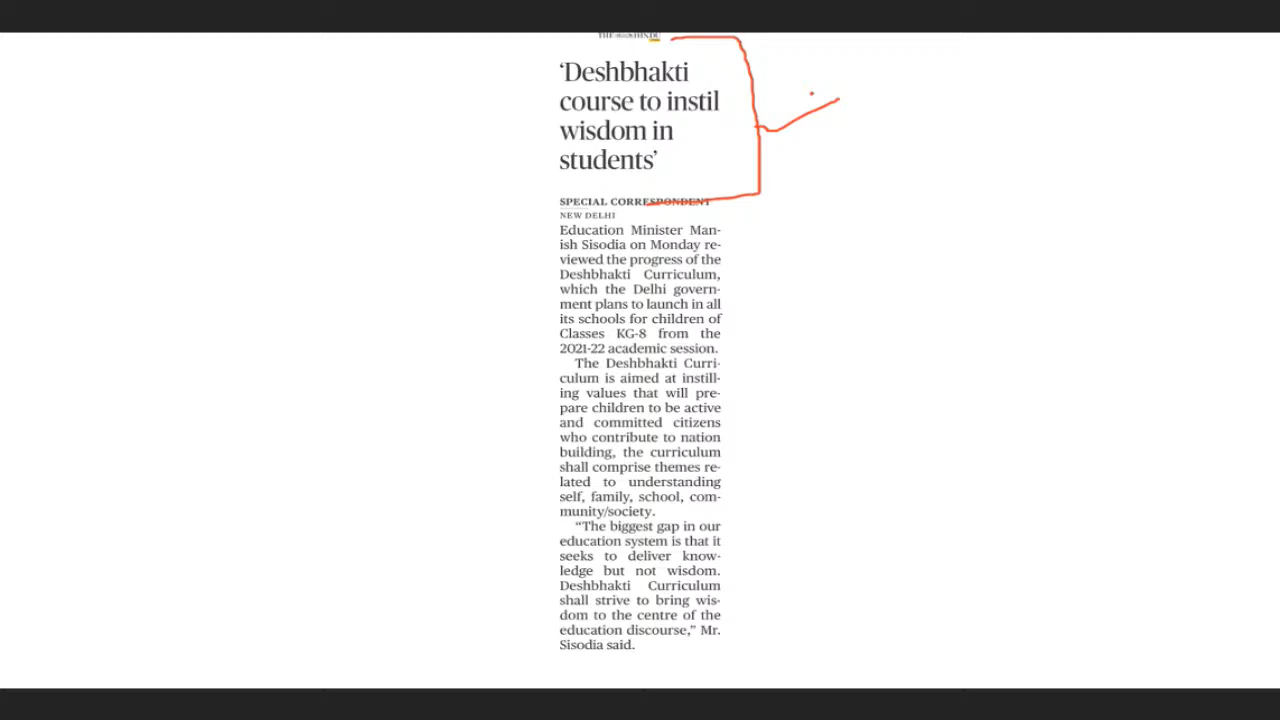 THE HINDU
‘Deshbhakti
course to instil
wisdom in
students’
SPECIAL CORRESPONDENT
NEW DELHI
Education Minister Man-
ish Sisodia on Monday re-
viewed the progress of the
Deshbhakti Curriculum,
which the Delhi govern-
ment plans to launch in all
its schools for children of
Classes KG-8 from the
2021-22 academic session.
The Deshbhakti Curri-
culum is aimed at instill-
ing values that will pre-
pare children to be active
and committed citizens
who contribute to nation
building, the curriculum
shall comprise themes re-
lated to understanding
self, family, school, com-
munity/society.
“The biggest gap in our
education system is that it
seeks to deliver know-
ledge but not wisdom.
Deshbhakti Curriculum
shall strive to bring wis-
dom to the centre of the
education discourse,” Mr.
Sisodia said.